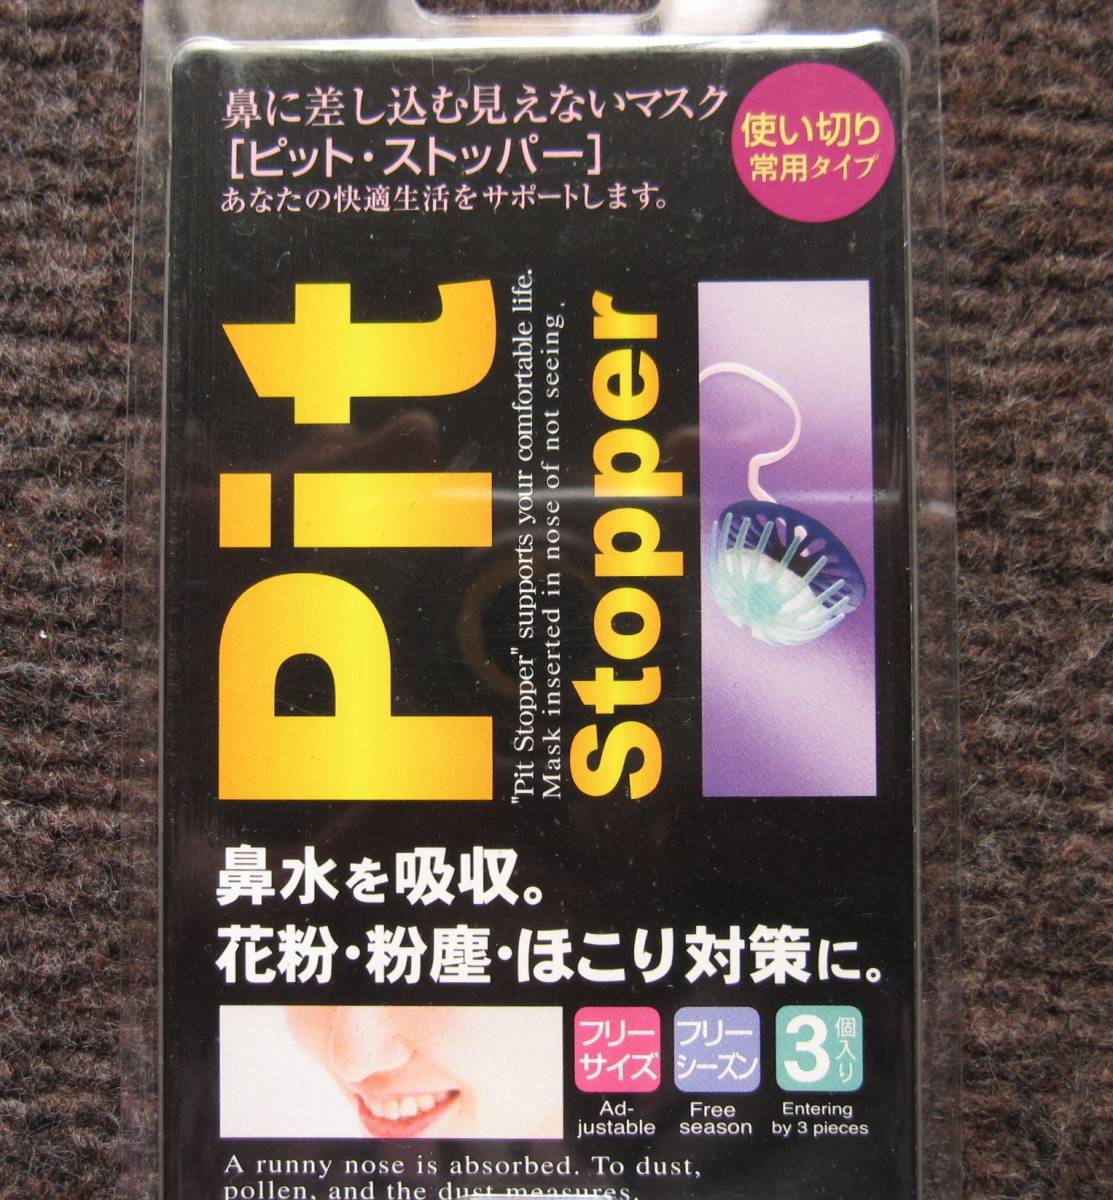 鼻に差し込む見えないマスク
[ピット・ストッパー]
あなたの快適生活をサポートします。
使い切り
常用タイプ
Pit
"Pit Stopper" supports your comfortable life.
Mask inserted in nose of not seeing.
Stopper
鼻水を吸収。
花粉・粉塵・ほこり対策に。
フリー
サイズ
Ad-
justable
フリー
シーズン
Free
season
3個入り
Entering
by 3 pieces
A runny nose is absorbed. To dust,
pollen, and the dust measures.